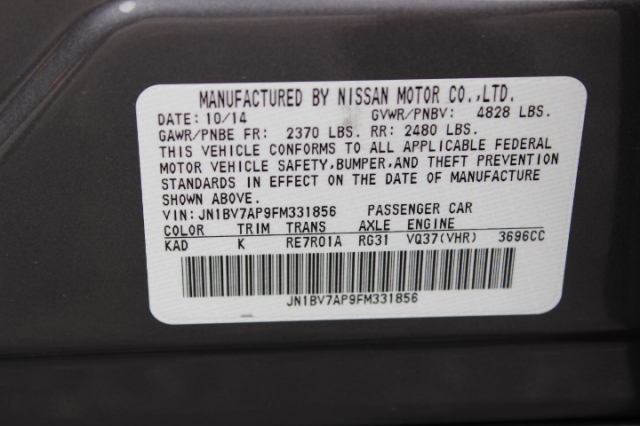 MANUFACTURED BY NISSAN MOTOR CO.,LTD.
DATE: 10/14 GVWR/PNBV: 4828 LBS.
GAWR/PNBE FR: 2370 LBS. RR: 2480 LBS.
THIS VEHICLE CONFORMS TO ALL APPLICABLE FEDERAL
MOTOR VEHICLE SAFETY,BUMPER,AND THEFT PREVENTION
STANDARDS IN EFFECT ON THE DATE OF MANUFACTURE
SHOWN ABOVE.
VIN: JN1BV7AP9FM331856 PASSENGER CAR
COLOR TRIM TRANS AXLE ENGINE
KAD K RE7R01A RG31 VQ37(VHR) 3696CC
JN1BV7AP9FM331856